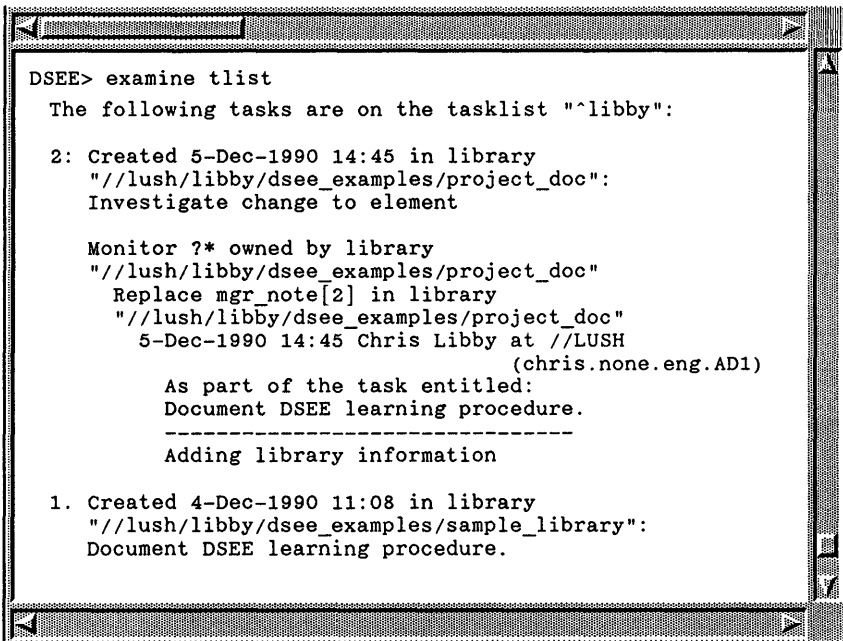 DSEE> examine tlist
The following tasks are on the tasklist "^libby":
2: Created 5-Dec-1990 14:45 in library
"//lush/libby/dsee_examples/project_doc":
Investigate change to element
Monitor ?* owned by library
"//lush/libby/dsee_examples/project_doc"
Replace mgr_note[2] in library
"//lush/libby/dsee_examples/project_doc"
5-Dec-1990 14:45 Chris Libby at //LUSH
(chris.none.eng.AD1)
As part of the task entitled:
Document DSEE learning procedure.
--------------------------------
Adding library information
1. Created 4-Dec-1990 11:08 in library
"//lush/libby/dsee_examples/sample_library":
Document DSEE learning procedure.